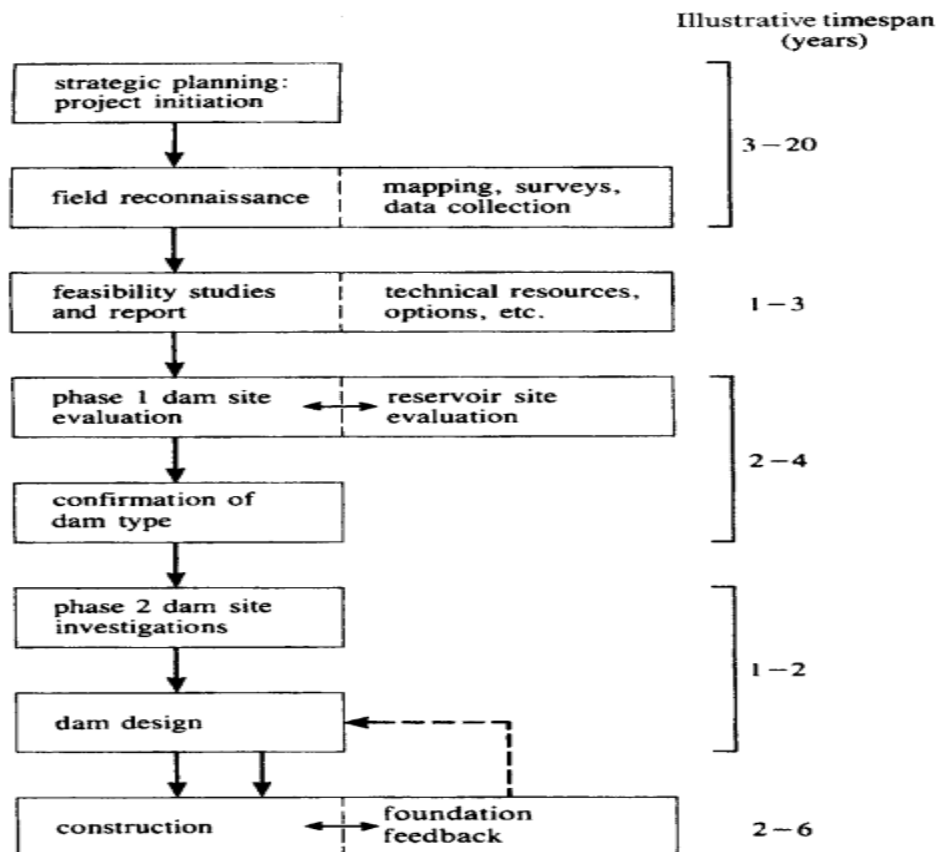 Illustrative timespan
(years)
strategic planning:
project initiation
3–20
field reconnaissance
mapping, surveys,
data collection
feasibility studies
and report
technical resources,
options, etc.
1–3
phase 1 dam site
evaluation
reservoir site
evaluation
2–4
confirmation of
dam type
phase 2 dam site
investigations
1–2
dam design
construction
foundation
feedback
2–6